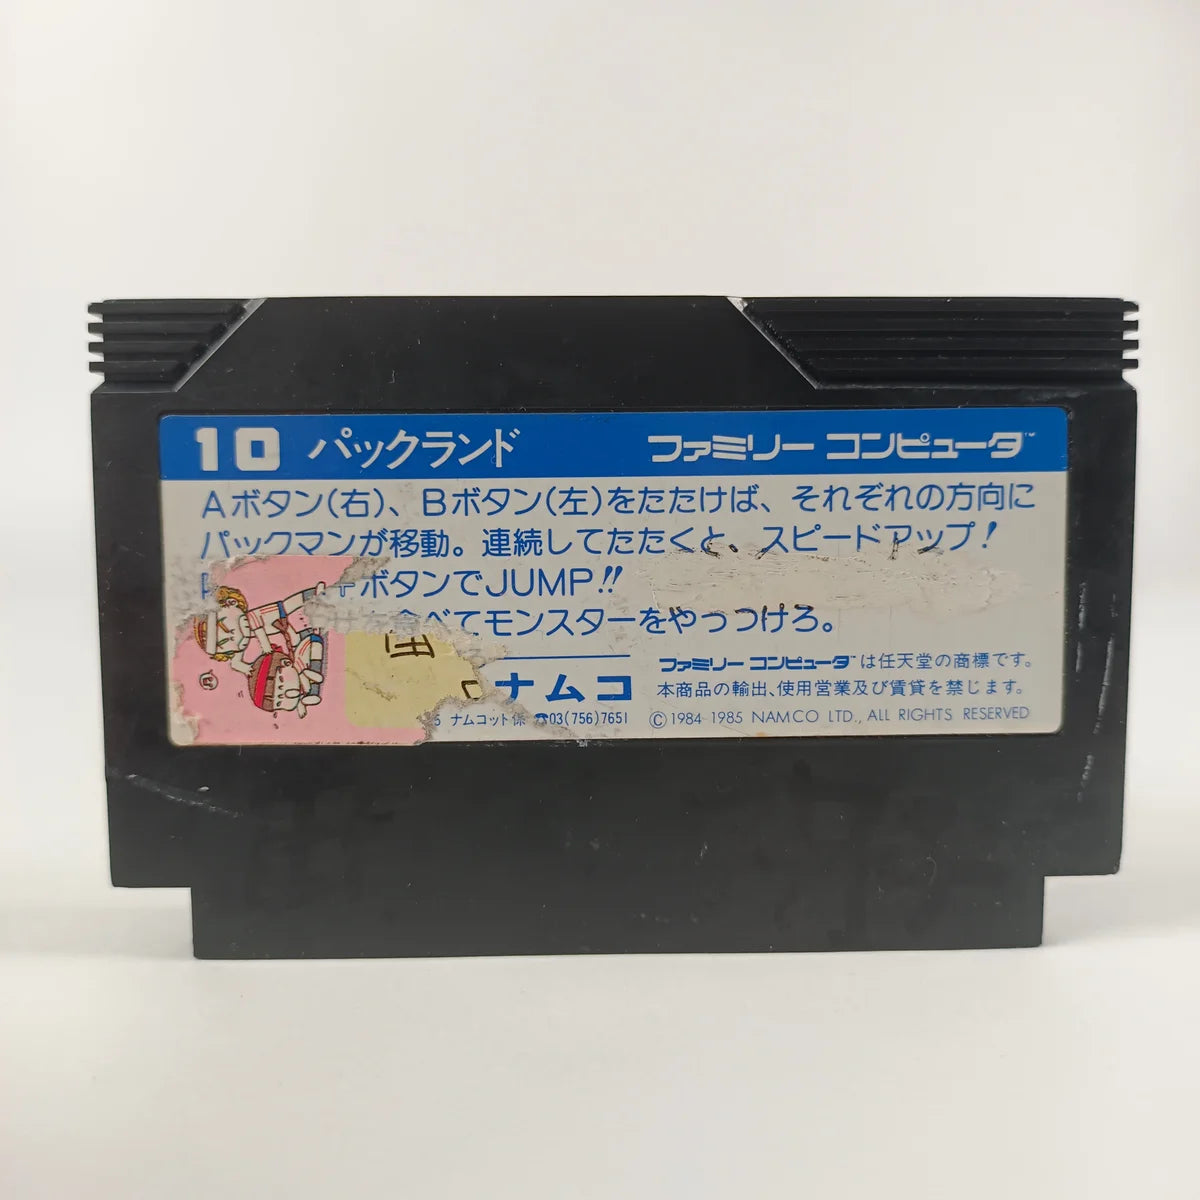 10 パックランド ファミリー コンピュータ™
Aボタン(右)、Bボタン(左)をたたけば、それぞれの方向に
パックマンが移動。連続してたたくと、スピードアップ!
ボタンでJUMP!!
を食べてモンスターをやっつけろ。
ファミリー コンピュータ™は任天堂の商標です。
ナムコ 本商品の輸出、使用営業及び賃貸を禁じます。
ナムコット係 ☎03(756)7651 ©1984 1985 NAMCO LTD., ALL RIGHTS RESERVED